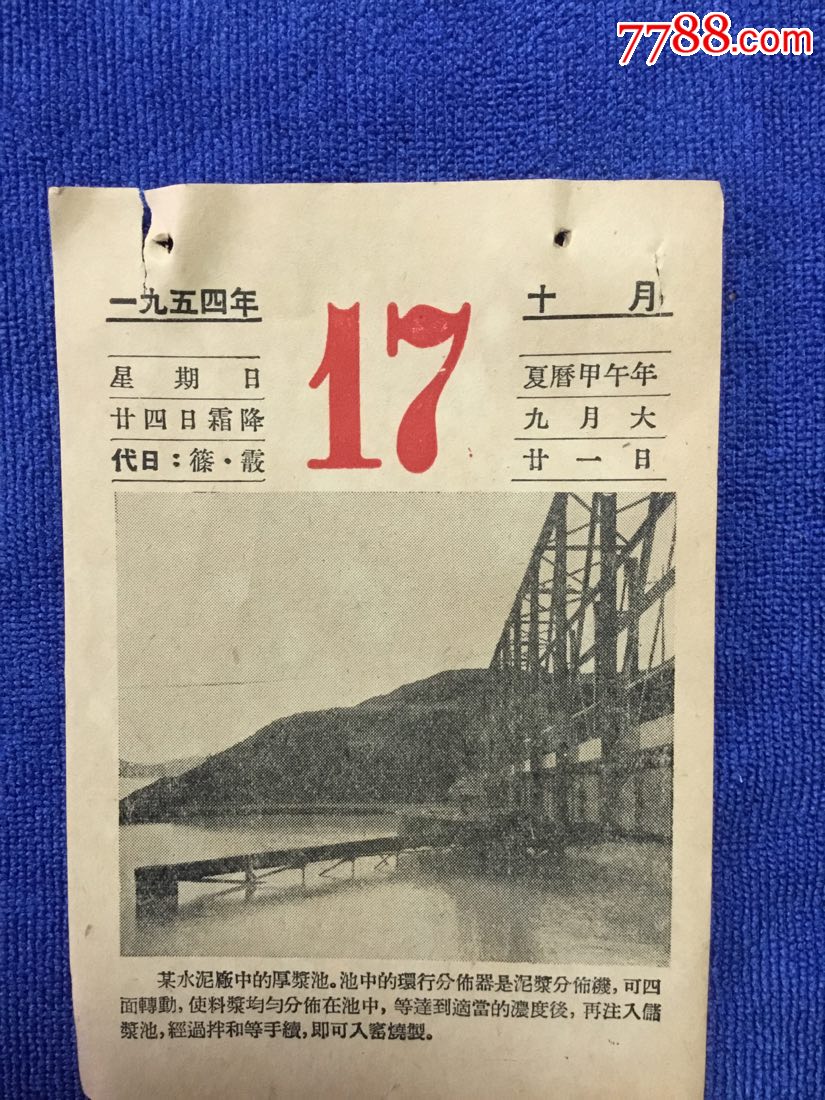 7788.com
一九五四年
17
十月
星期日
夏曆甲午年
廿四日霜降
九月大
代日：篠·霰
廿一日
某水泥廠中的厚漿池。池中的環行分佈器是泥漿分佈機，可四
面轉動，使料漿均勻分佈在池中，等達到適當的濃度後，再注入儲
漿池，經過拌和等手續，即可入窰燒製。